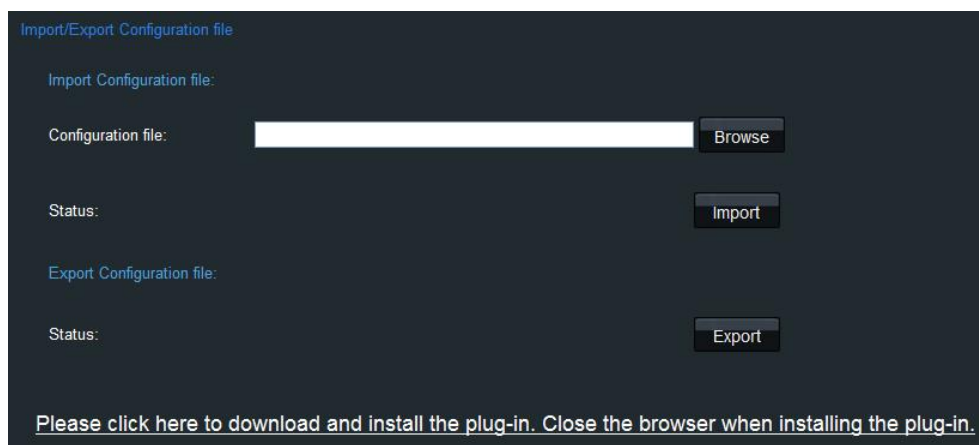 Import/Export Configuration file
Import Configuration file:
Configuration file: Browse
Status: Import
Export Configuration file:
Status: Export
Please click here to download and install the plug-in. Close the browser when installing the plug-in.